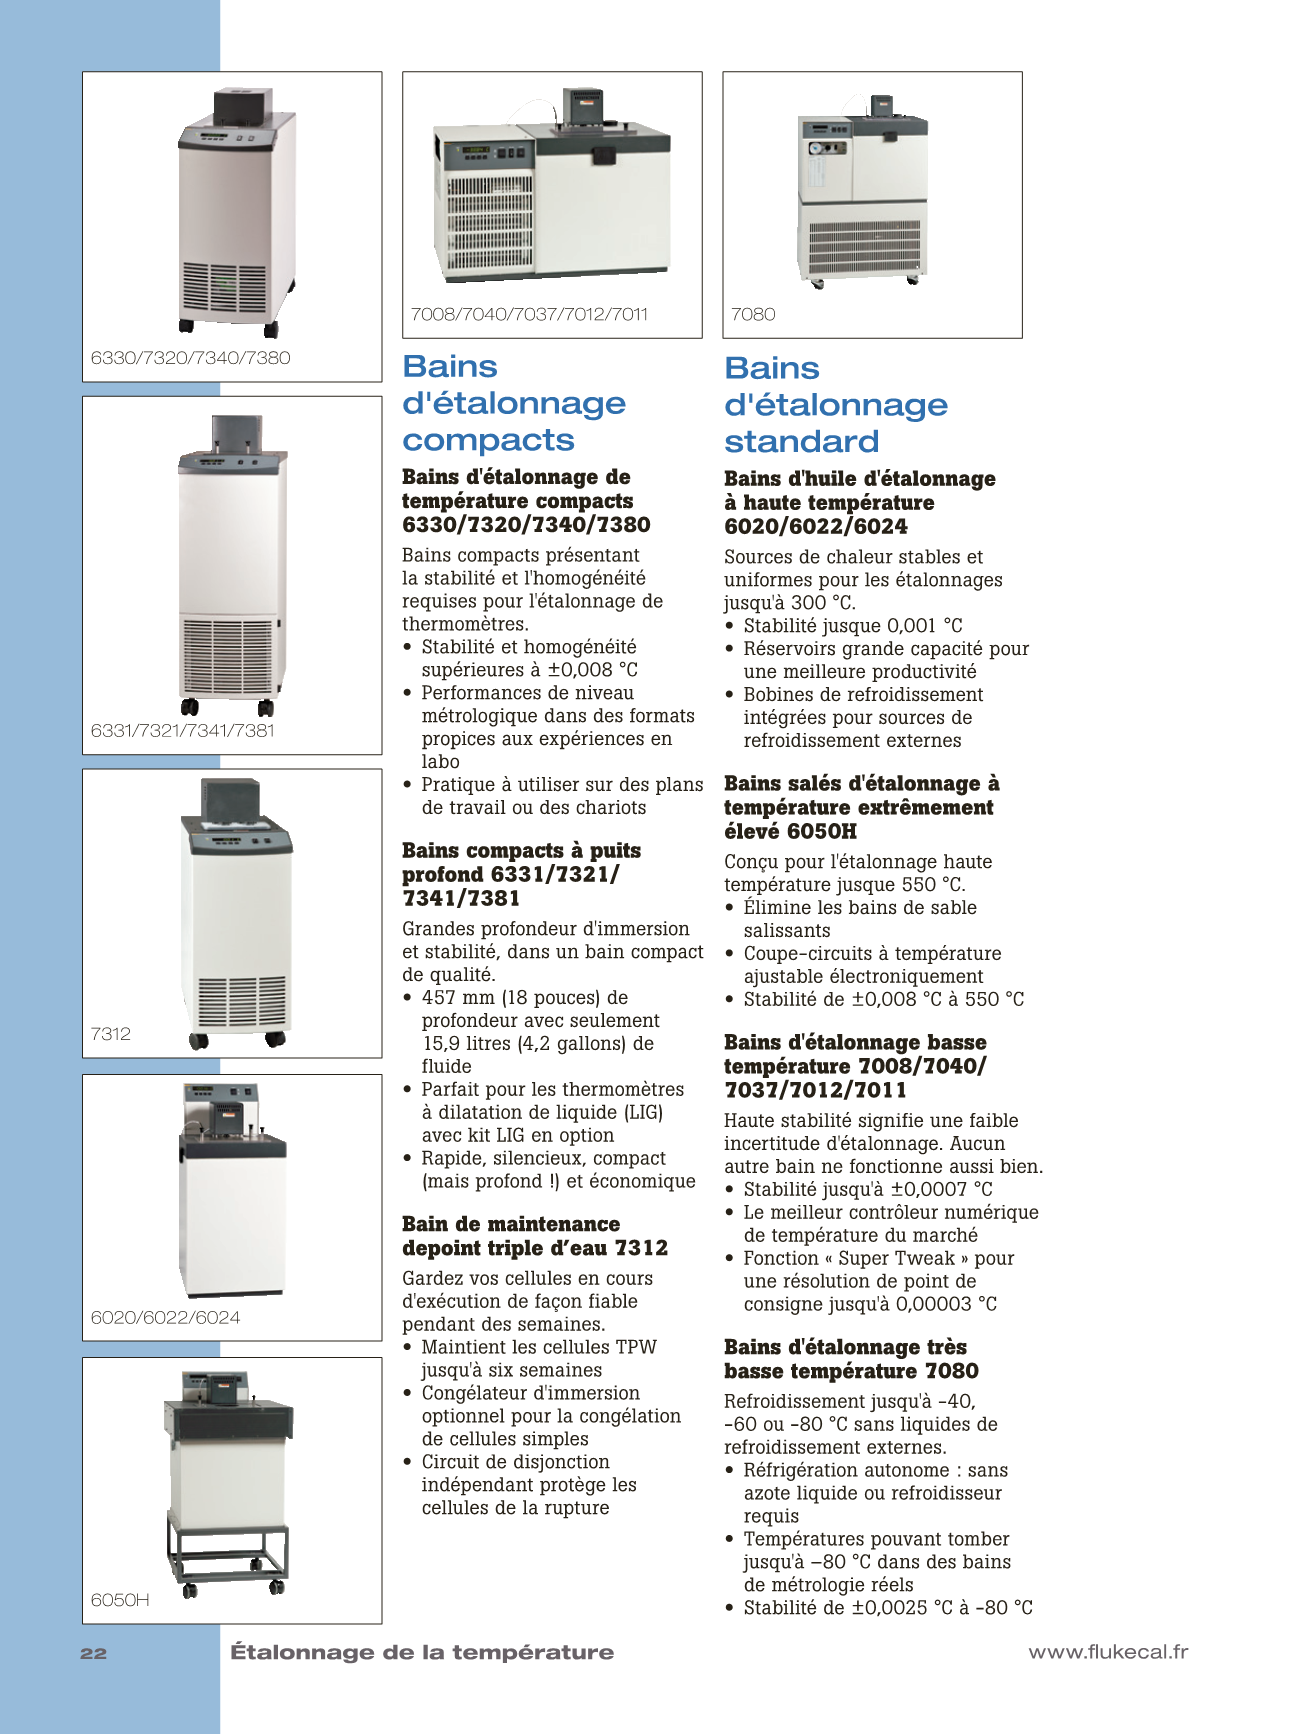 6330/7320/7340/7380
6331/7321/7341/7381
7312
6020/6022/6024
6050H
7008/7040/7037/7012/7011
Bains
d'étalonnage
compacts
Bains d'étalonnage de
température compacts
6330/7320/7340/7380
Bains compacts présentant
la stabilité et l'homogénéité
requises pour l'étalonnage de
thermomètres.
• Stabilité et homogénéité
supérieures à ±0,008 °C
• Performances de niveau
métrologique dans des formats
propices aux expériences en
labo
• Pratique à utiliser sur des plans
de travail ou des chariots
Bains compacts à puits
profond 6331/7321/
7341/7381
Grandes profondeur d'immersion
et stabilité, dans un bain compact
de qualité.
• 457 mm (18 pouces) de
profondeur avec seulement
15,9 litres (4,2 gallons) de
fluide
• Parfait pour les thermomètres
à dilatation de liquide (LIG)
avec kit LIG en option
• Rapide, silencieux, compact
(mais profond !) et économique
Bain de maintenance
depoint triple d’eau 7312
Gardez vos cellules en cours
d'exécution de façon fiable
pendant des semaines.
• Maintient les cellules TPW
jusqu'à six semaines
• Congélateur d'immersion
optionnel pour la congélation
de cellules simples
• Circuit de disjonction
indépendant protège les
cellules de la rupture
7080
Bains
d'étalonnage
standard
Bains d'huile d'étalonnage
à haute température
6020/6022/6024
Sources de chaleur stables et
uniformes pour les étalonnages
jusqu'à 300 °C.
• Stabilité jusque 0,001 °C
• Réservoirs grande capacité pour
une meilleure productivité
• Bobines de refroidissement
intégrées pour sources de
refroidissement externes
Bains salés d'étalonnage à
température extrêmement
élevé 6050H
Conçu pour l'étalonnage haute
température jusque 550 °C.
• Élimine les bains de sable
salissants
• Coupe-circuits à température
ajustable électroniquement
• Stabilité de ±0,008 °C à 550 °C
Bains d'étalonnage basse
température 7008/7040/
7037/7012/7011
Haute stabilité signifie une faible
incertitude d'étalonnage. Aucun
autre bain ne fonctionne aussi bien.
• Stabilité jusqu'à ±0,0007 °C
• Le meilleur contrôleur numérique
de température du marché
• Fonction « Super Tweak » pour
une résolution de point de
consigne jusqu'à 0,00003 °C
Bains d'étalonnage très
basse température 7080
Refroidissement jusqu'à -40,
-60 ou -80 °C sans liquides de
refroidissement externes.
• Réfrigération autonome : sans
azote liquide ou refroidisseur
requis
• Températures pouvant tomber
jusqu'à –80 °C dans des bains
de métrologie réels
• Stabilité de ±0,0025 °C à -80 °C
22 Étalonnage de la température www.flukecal.fr